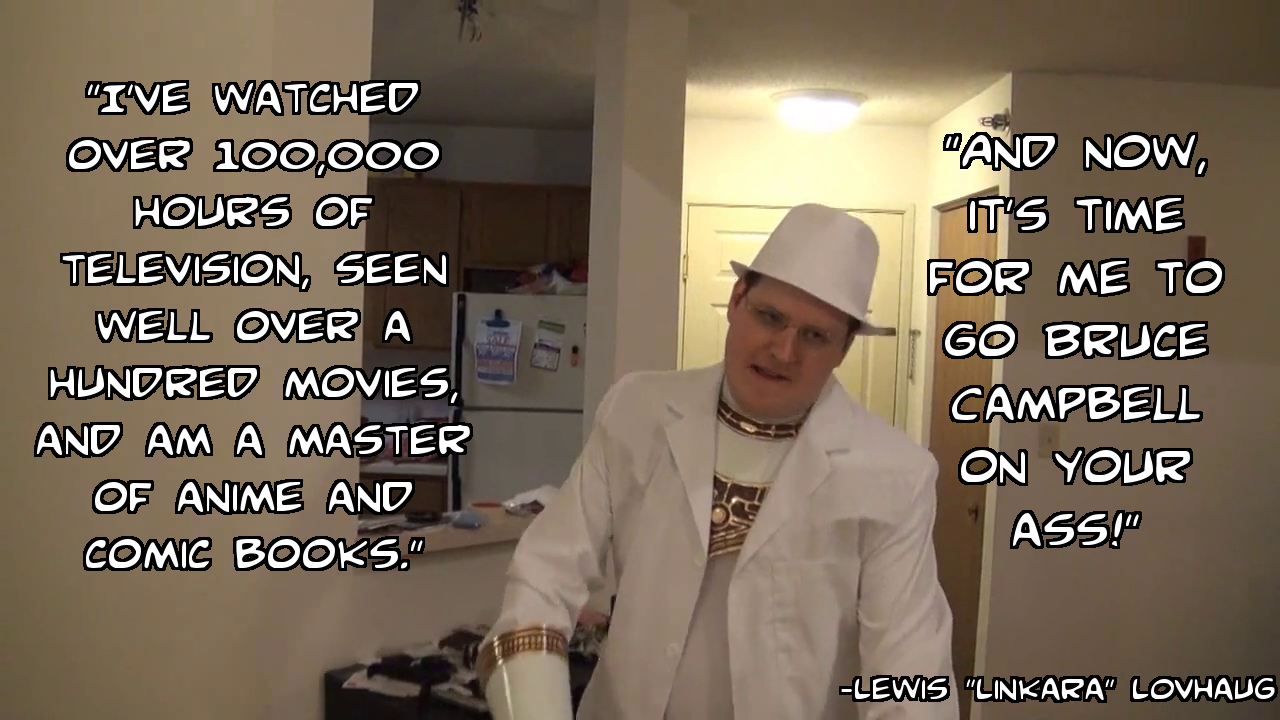 "I'VE WATCHED
OVER 100,000
HOURS OF
TELEVISION, SEEN
WELL OVER A
HUNDRED MOVIES,
AND AM A MASTER
OF ANIME AND
COMIC BOOKS."
"AND NOW,
IT'S TIME
FOR ME TO
GO BRUCE
CAMPBELL
ON YOUR
ASS!"
-LEWIS "LINKARA" LOVHAUG